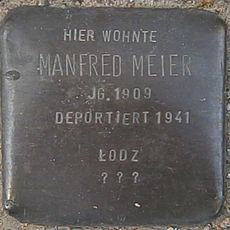 HIER WOHNTE
MANFRED MEIER
JG. 1909
DEPORTIERT 1941
ŁODZ
? ? ?